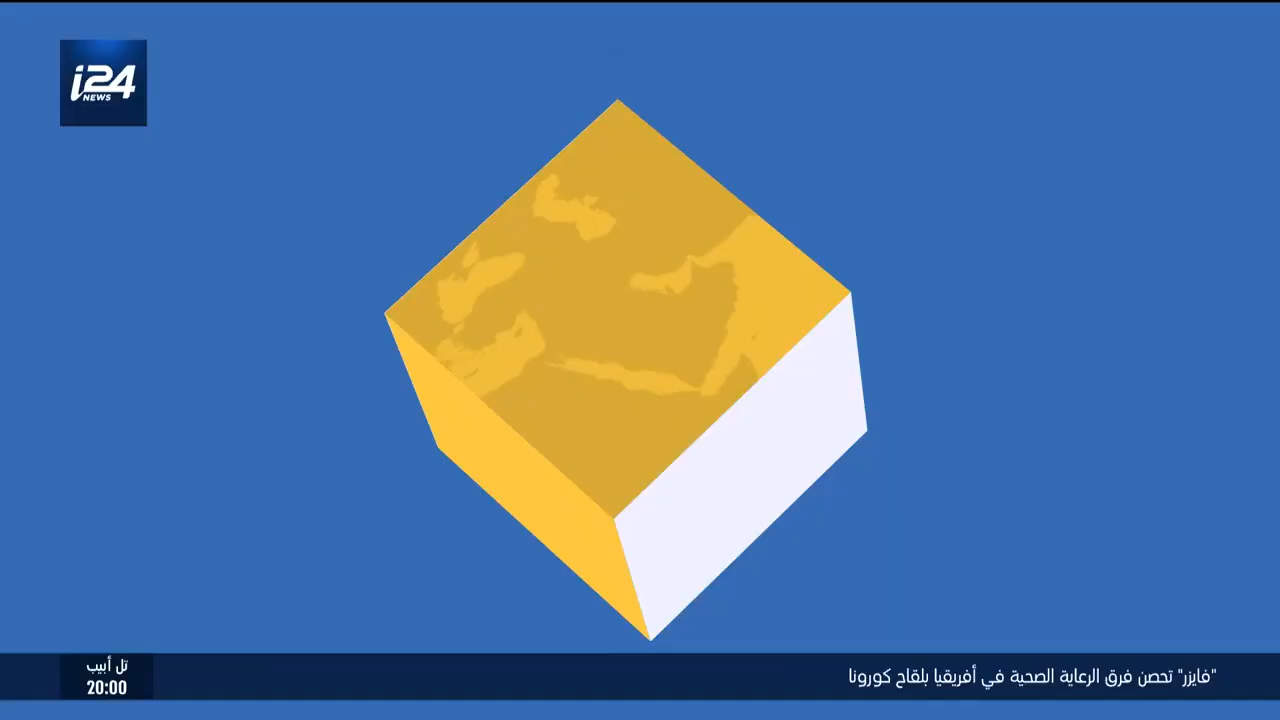 i24
NEWS
تل أبيب
20:00
"فايزر" تحصن فرق الرعاية الصحية في أفريقيا بلقاح كورونا